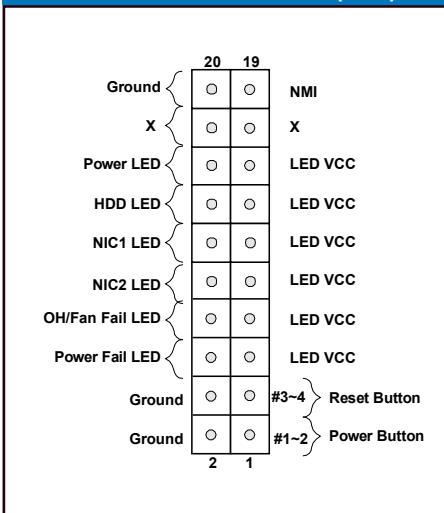 20 19
Ground NMI
X X
Power LED LED VCC
HDD LED LED VCC
NIC1 LED LED VCC
NIC2 LED LED VCC
OH/Fan Fail LED LED VCC
Power Fail LED LED VCC
Ground #3~4 Reset Button
Ground #1~2 Power Button
2 1